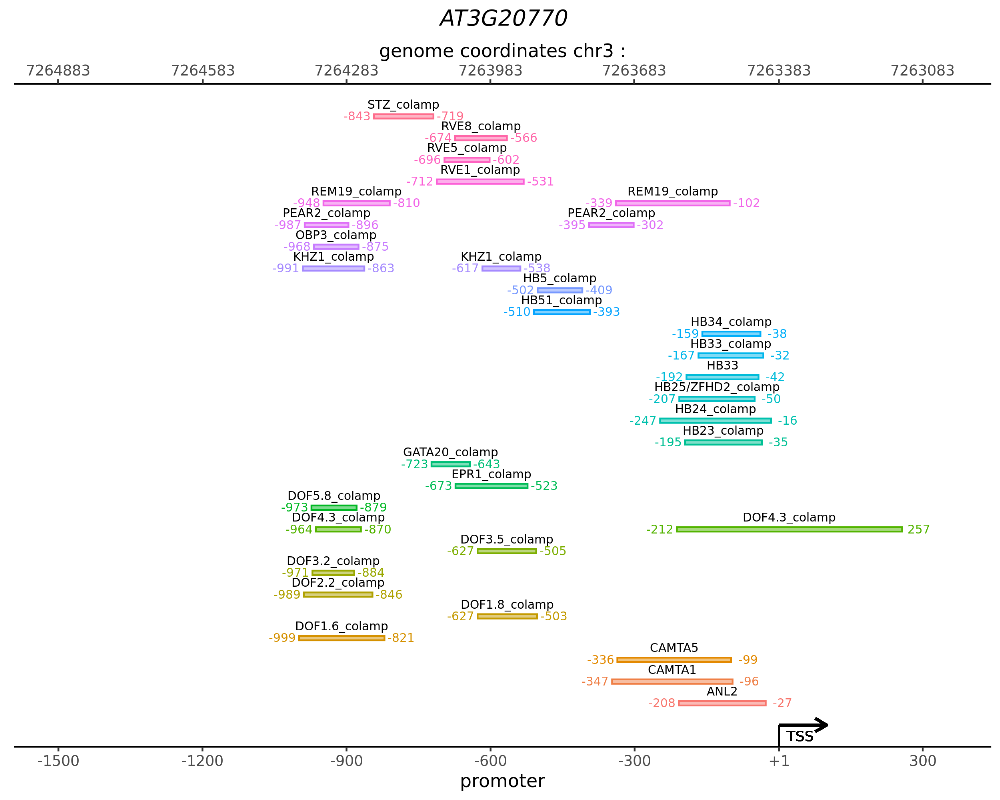 AT3G20770
genome coordinates chr3 :
7264883 7264583 7264283 7263983 7263683 7263383 7263083
STZ_colamp
-843 -719
RVE8_colamp
-674 -566
RVE5_colamp
-696 -602
RVE1_colamp
-712 -531
REM19_colamp REM19_colamp
-948 -810 -339 -102
PEAR2_colamp PEAR2_colamp
-987 -896 -395 -302
OBP3_colamp
-968 -875
KHZ1_colamp KHZ1_colamp
-991 -863 -617 -538
HB5_colamp
-502 -409
HB51_colamp
-510 -393
HB34_colamp
-159 -38
HB33_colamp
-167 -32
HB33
-192 -42
HB25/ZFHD2_colamp
-207 -50
HB24_colamp
-247 -16
HB23_colamp
-195 -35
GATA20_colamp
-723 -643
EPR1_colamp
-673 -523
DOF5.8_colamp
-973 -879
DOF4.3_colamp DOF4.3_colamp
-964 -870 -212 257
DOF3.5_colamp
-627 -505
DOF3.2_colamp
-971 -884
DOF2.2_colamp
-989 -846
DOF1.8_colamp
-627 -503
DOF1.6_colamp
-999 -821
CAMTA5
-336 -99
CAMTA1
-347 -96
ANL2
-208 -27
TSS
-1500 -1200 -900 -600 -300 +1 300
promoter